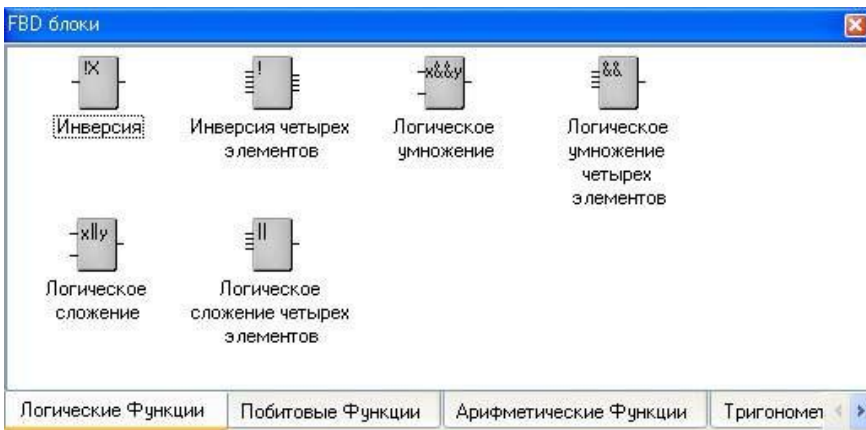 FBD блоки
!X
!
x&&y
&&
Инверсия
Инверсия четырех
элементов
Логическое
умножение
Логическое
умножение
четырех
элементов
x||y
||
Логическое
сложение
Логическое
сложение четырех
элементов
Логические Функции
Побитовые Функции
Арифметические Функции
Тригономет